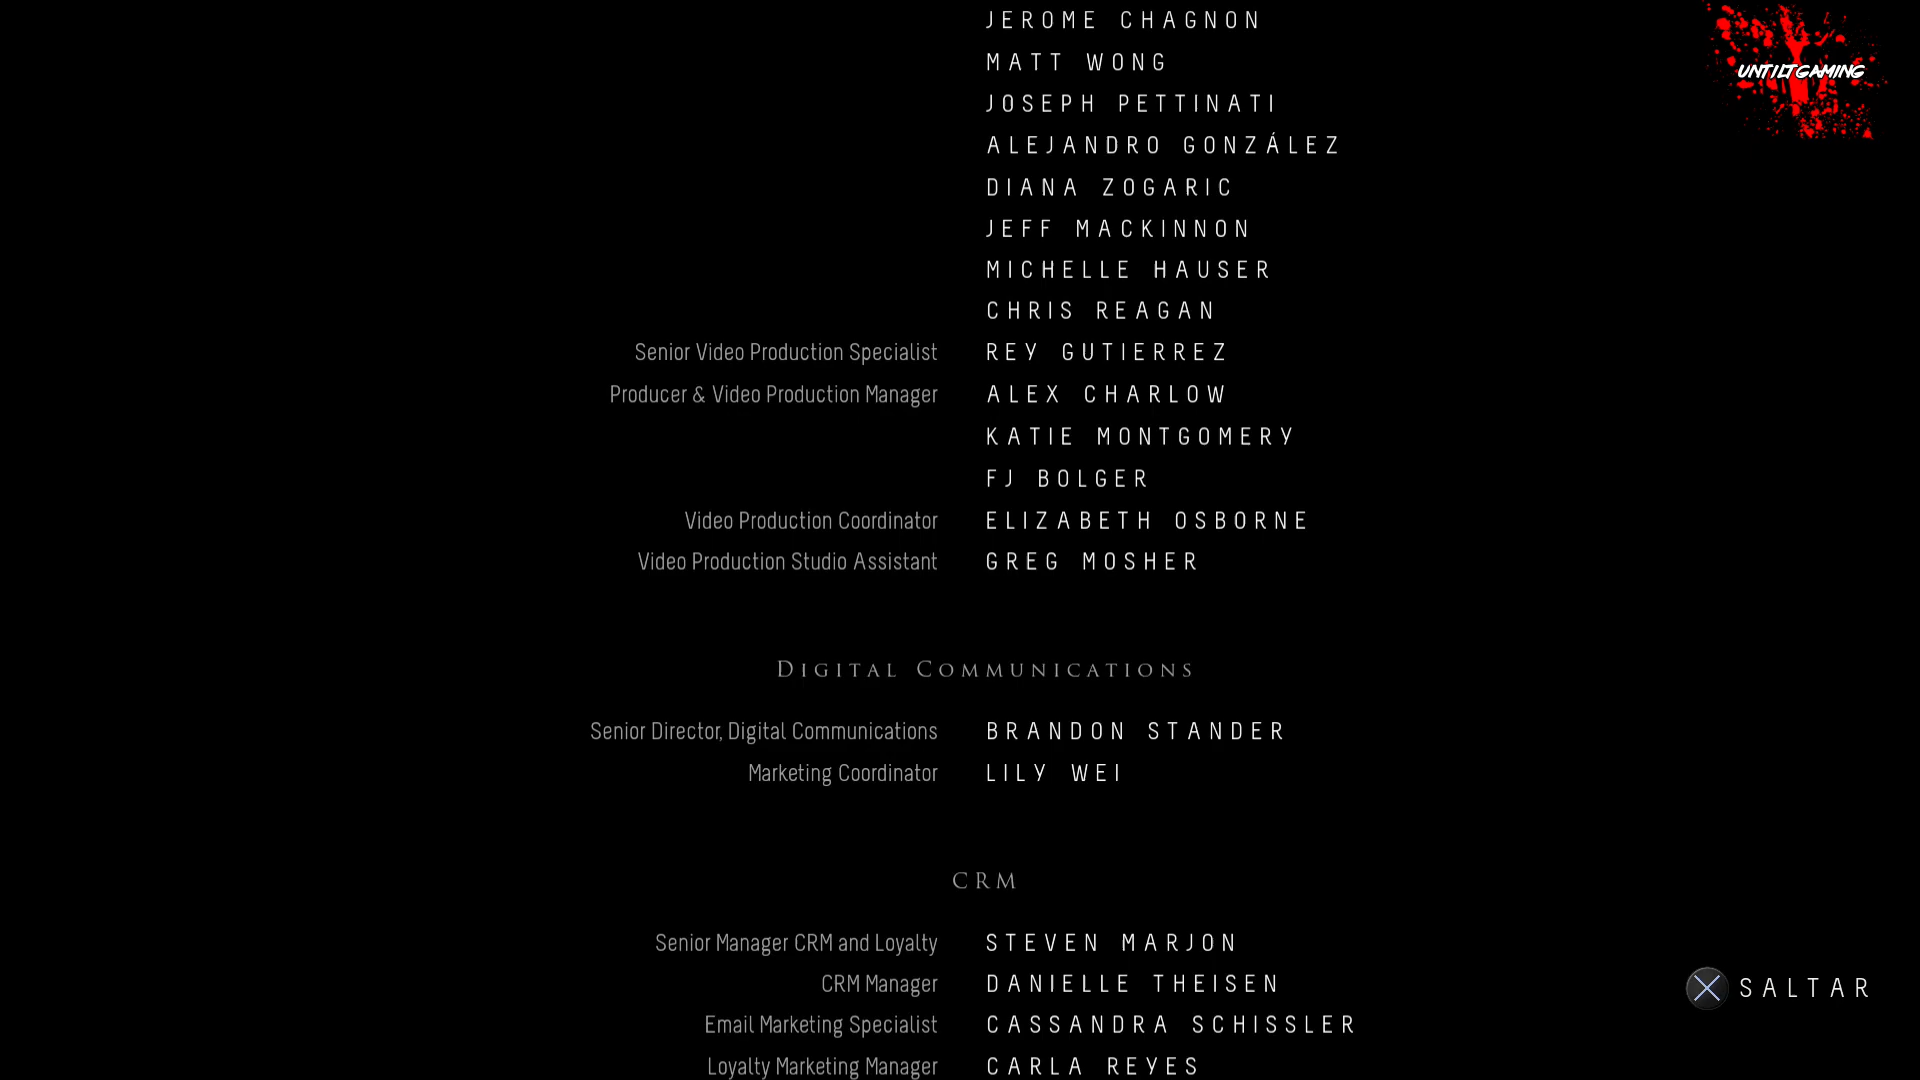 JEROME CHAGNON
MATT WONG
UNTILTGAMING
JOSEPH PETTINATI
ALEJANDRO GONZÁLEZ
DIANA ZOGARIC
JEFF MACKINNON
MICHELLE HAUSER
CHRIS REAGAN
Senior Video Production Specialist REY GUTIERREZ
Producer & Video Production Manager ALEX CHARLOW
KATIE MONTGOMERY
FJ BOLGER
Video Production Coordinator ELIZABETH OSBORNE
Video Production Studio Assistant GREG MOSHER
DIGITAL COMMUNICATIONS
Senior Director, Digital Communications BRANDON STANDER
Marketing Coordinator LILY WEI
CRM
Senior Manager CRM and Loyalty STEVEN MARJON
CRM Manager DANIELLE THEISEN
SALTAR
Email Marketing Specialist CASSANDRA SCHISSLER
Loyalty Marketing Manager CARLA REYES